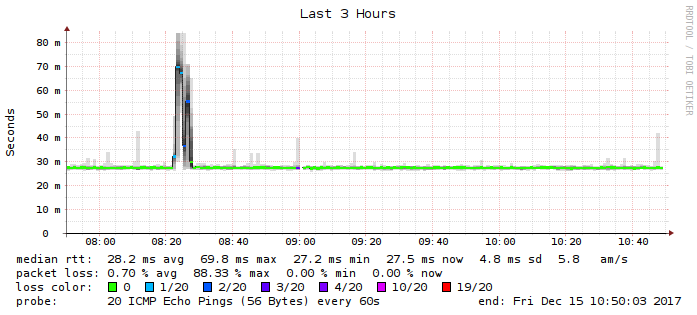 Last 3 Hours
RRDTOOL / TOBI OETIKER
Seconds
80 m
70 m
60 m
50 m
40 m
30 m
20 m
10 m
0
08:00 08:20 08:40 09:00 09:20 09:40 10:00 10:20 10:40
median rtt: 28.2 ms avg 69.8 ms max 27.2 ms min 27.5 ms now 4.8 ms sd 5.8 am/s
packet loss: 0.70 % avg 88.33 % max 0.00 % min 0.00 % now
loss color: 0 1/20 2/20 3/20 4/20 10/20 19/20
probe: 20 ICMP Echo Pings (56 Bytes) every 60s end: Fri Dec 15 10:50:03 2017